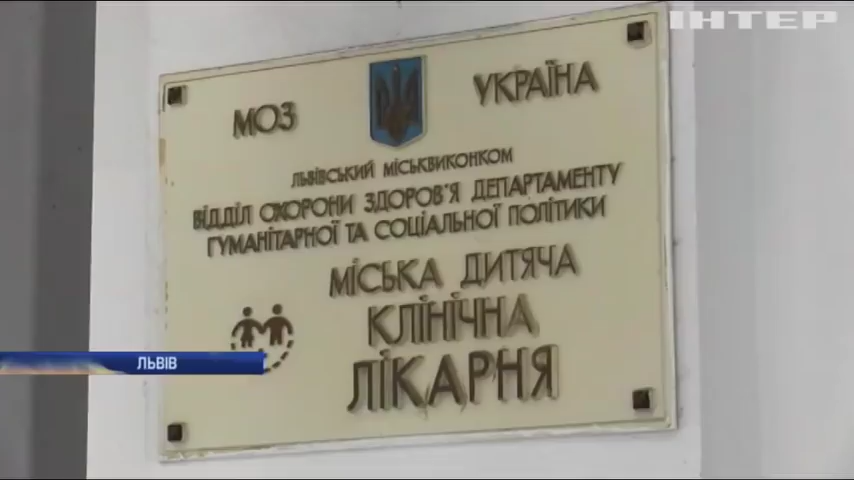 ІНТЕР
МОЗ УКРАЇНА
ЛЬВІВСЬКИЙ МІСЬКВИКОНКОМ
ВІДДІЛ ОХОРОНИ ЗДОРОВ'Я ДЕПАРТАМЕНТУ
ГУМАНІТАРНОЇ ТА СОЦІАЛЬНОЇ ПОЛІТИКИ
МІСЬКА ДИТЯЧА
КЛІНІЧНА
ЛІКАРНЯ
ЛЬВІВ